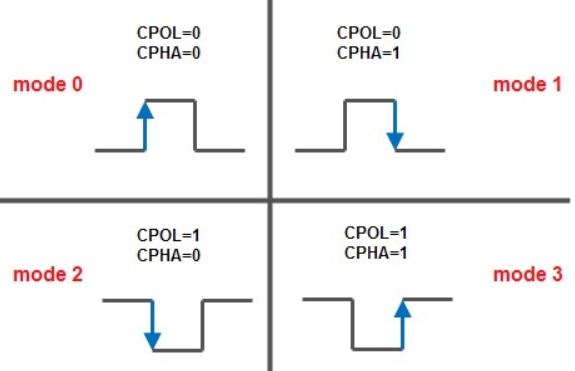 CPOL=0
CPHA=0
mode 0
CPOL=0
CPHA=1
mode 1
CPOL=1
CPHA=0
mode 2
CPOL=1
CPHA=1
mode 3